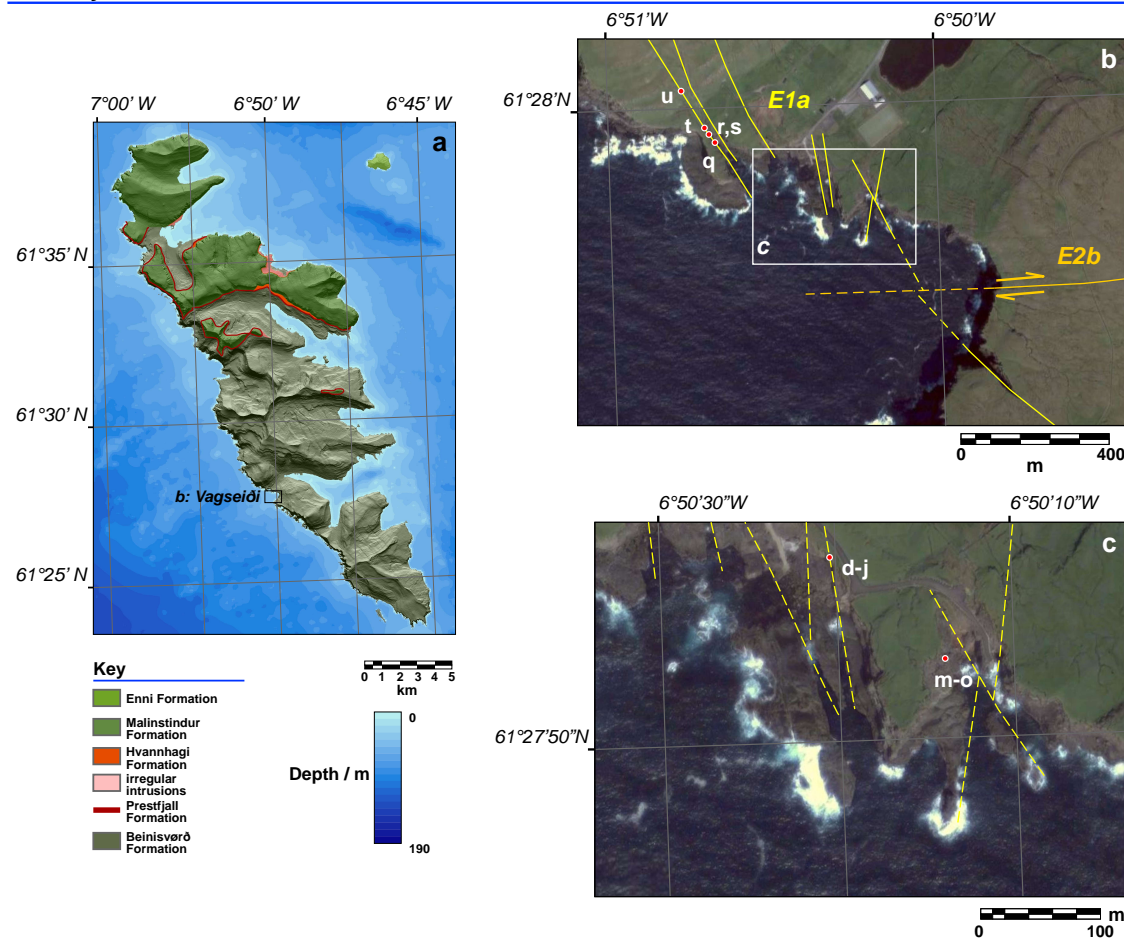 a
7°00' W
6°50' W
6°45' W
61°35' N
61°30' N
61°25' N
b: Vagseiði
Key
Enni Formation
Malinstindur
Formation
Hvannhagi
Formation
irregular
intrusions
Prestfjall
Formation
Beinisvørð
Formation
0 1 2 3 4 5
km
Depth / m
0
190
b
6°51'W
6°50'W
61°28'N
u
t
r,s
q
E1a
c
E2b
0
400
m
c
6°50'30"W
6°50'10"W
61°27'50"N
d-j
m-o
0
100
m